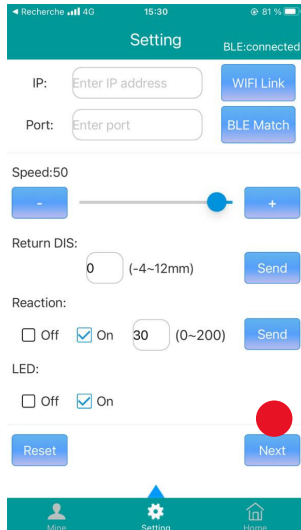 Recherche 4G 15:30 81 %
Setting
BLE:connected
IP: Enter IP address WIFI Link
Port: Enter port BLE Match
Speed:50
- +
Return DIS:
0 (-4~12mm) Send
Reaction:
Off On 30 (0~200) Send
LED:
Off On
Reset Next
Mine Setting Home